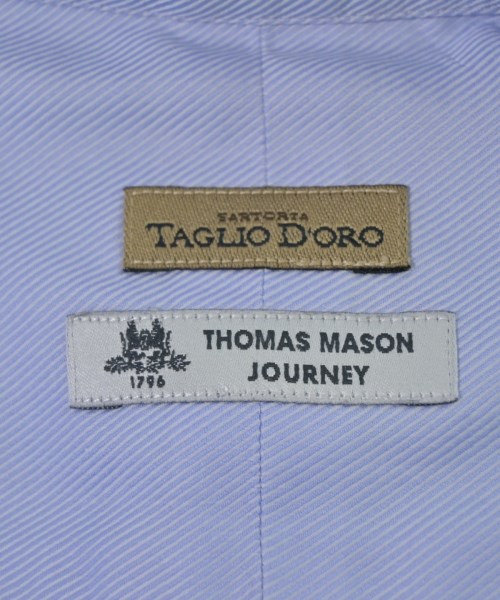 SARTORIA
TAGLIO D'ORO
THOMAS MASON
JOURNEY
1796